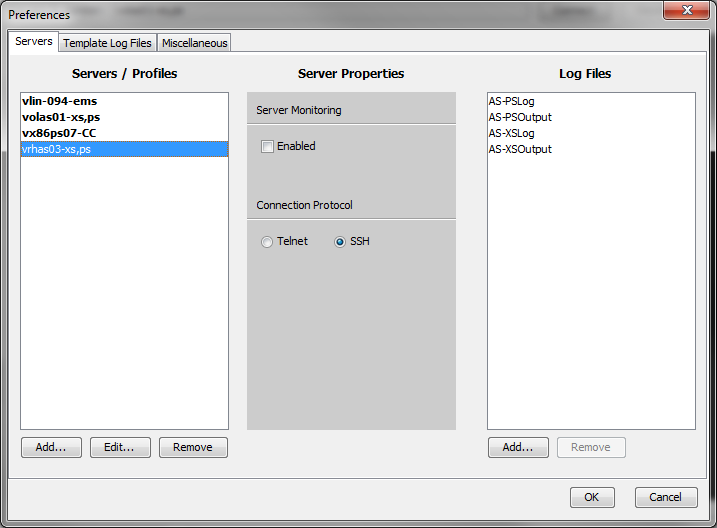 Preferences
Servers
Template Log Files
Miscellaneous
Servers / Profiles
vlin-094-ems
volas01-xs,ps
vx86ps07-CC
vrhas03-xs,ps
Add...
Edit...
Remove
Server Properties
Server Monitoring
Enabled
Connection Protocol
Telnet
SSH
Log Files
AS-PSLog
AS-PSOutput
AS-XSLog
AS-XSOutput
Add...
Remove
OK
Cancel